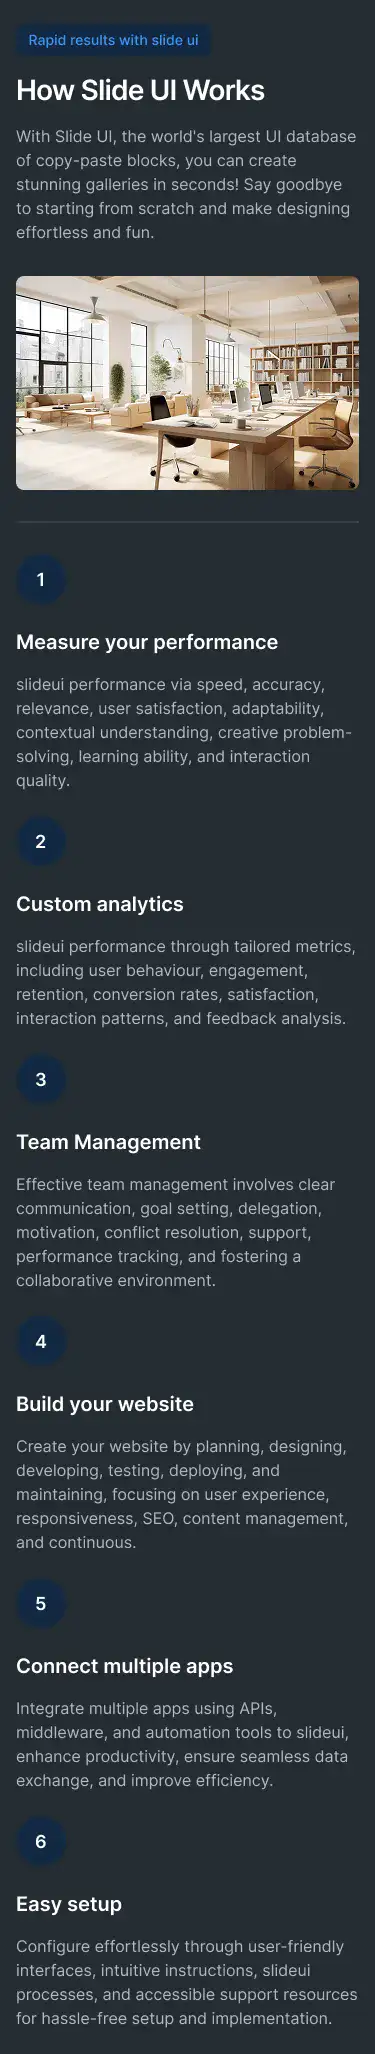 Rapid results with slide ui
How Slide UI Works
With Slide UI, the world's largest UI database
of copy-paste blocks, you can create
stunning galleries in seconds! Say goodbye
to starting from scratch and make designing
effortless and fun.
1
Measure your performance
slideui performance via speed, accuracy,
relevance, user satisfaction, adaptability,
contextual understanding, creative problem-
solving, learning ability, and interaction
quality.
2
Custom analytics
slideui performance through tailored metrics,
including user behaviour, engagement,
retention, conversion rates, satisfaction,
interaction patterns, and feedback analysis.
3
Team Management
Effective team management involves clear
communication, goal setting, delegation,
motivation, conflict resolution, support,
performance tracking, and fostering a
collaborative environment.
4
Build your website
Create your website by planning, designing,
developing, testing, deploying, and
maintaining, focusing on user experience,
responsiveness, SEO, content management,
and continuous.
5
Connect multiple apps
Integrate multiple apps using APIs,
middleware, and automation tools to slideui,
enhance productivity, ensure seamless data
exchange, and improve efficiency.
6
Easy setup
Configure effortlessly through user-friendly
interfaces, intuitive instructions, slideui
processes, and accessible support resources
for hassle-free setup and implementation.